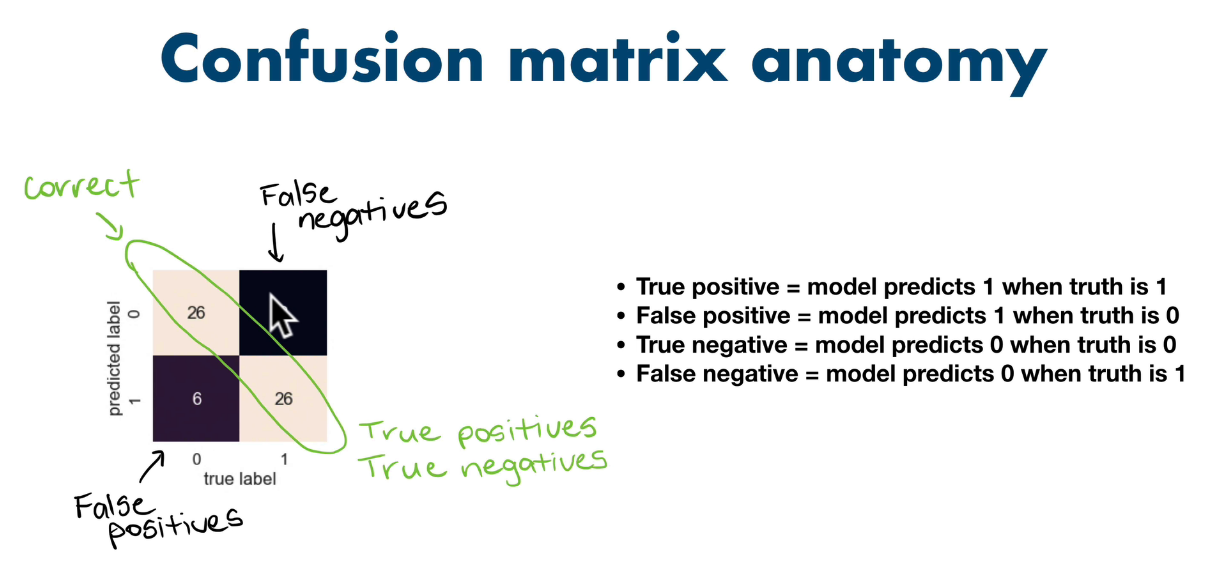 Confusion matrix anatomy
correct
False
negatives
26
6
26
0
1
predicted label
0
1
true label
False
positives
True positives
True negatives
• True positive = model predicts 1 when truth is 1
• False positive = model predicts 1 when truth is 0
• True negative = model predicts 0 when truth is 0
• False negative = model predicts 0 when truth is 1